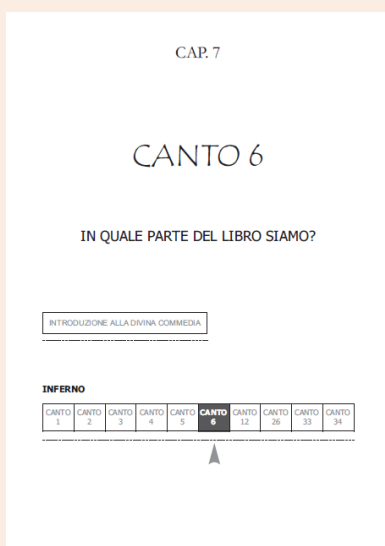 CAP. 7
CANTO 6
IN QUALE PARTE DEL LIBRO SIAMO?
INTRODUZIONE ALLA DIVINA COMMEDIA
INFERNO
CANTO 1 CANTO 2 CANTO 3 CANTO 4 CANTO 5 CANTO 6 CANTO 12 CANTO 26 CANTO 33 CANTO 34